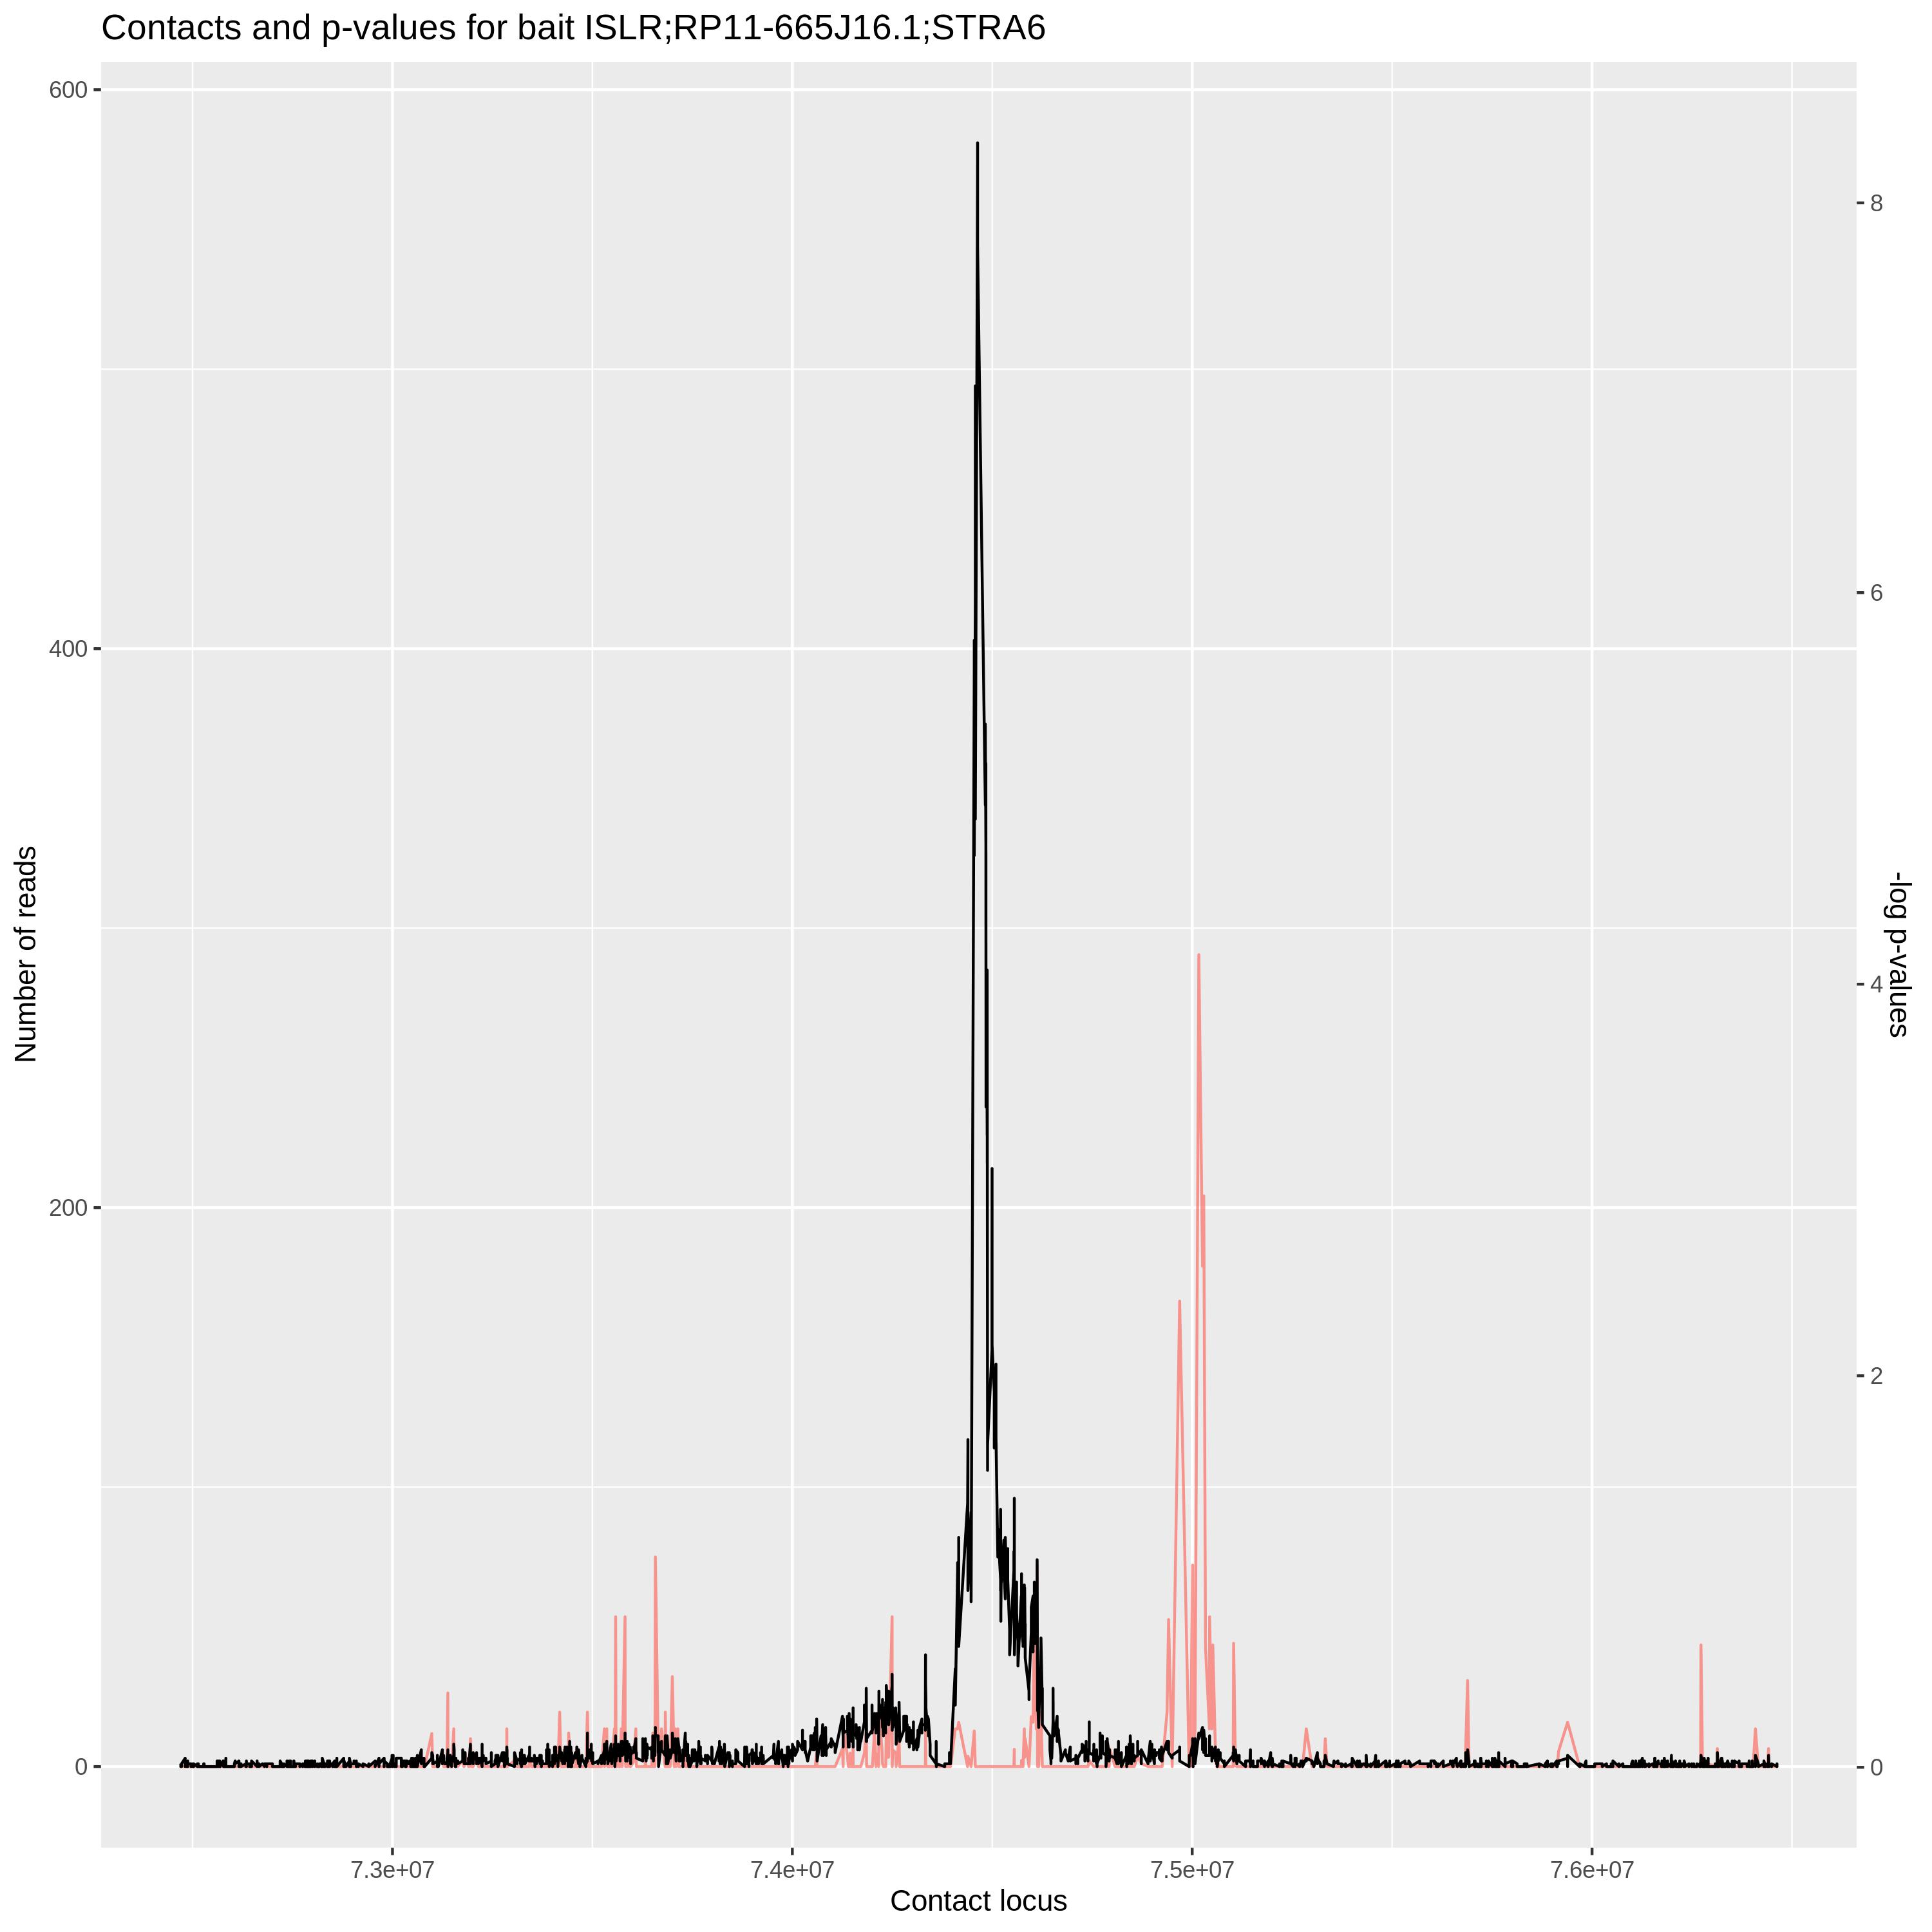 Contacts and p-values for bait ISLR;RP11-665J16.1;STRA6
600
400
200
0
Number of reads
8
6
4
2
0
-log p-values
7.3e+07
7.4e+07
7.5e+07
7.6e+07
Contact locus